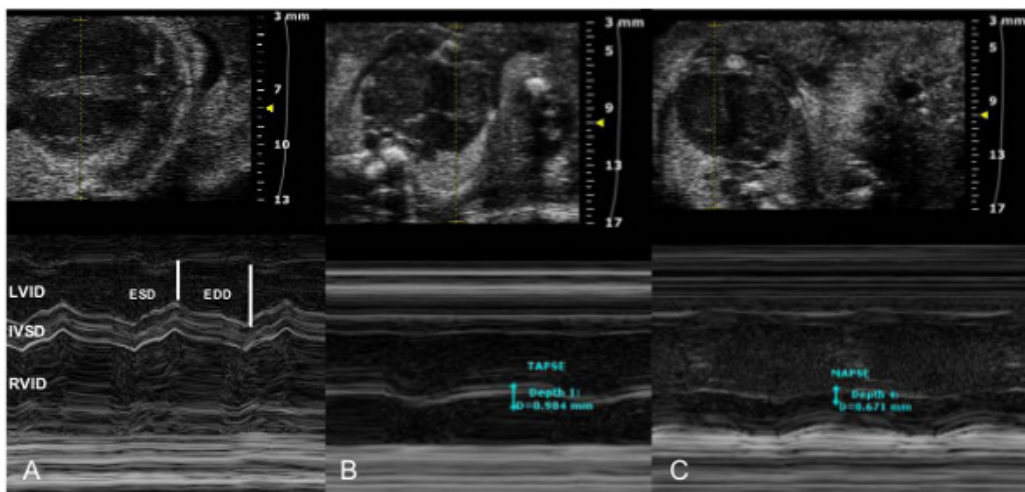 3 mm
7
10
13
3 mm
5
9
13
17
3 mm
5
9
13
17
LVID
ESD
EDD
IVSD
RVID
A
TAPSE
Depth 1:
D=0.984 mm
B
MAPSE
Depth 4:
D=0.671 mm
C